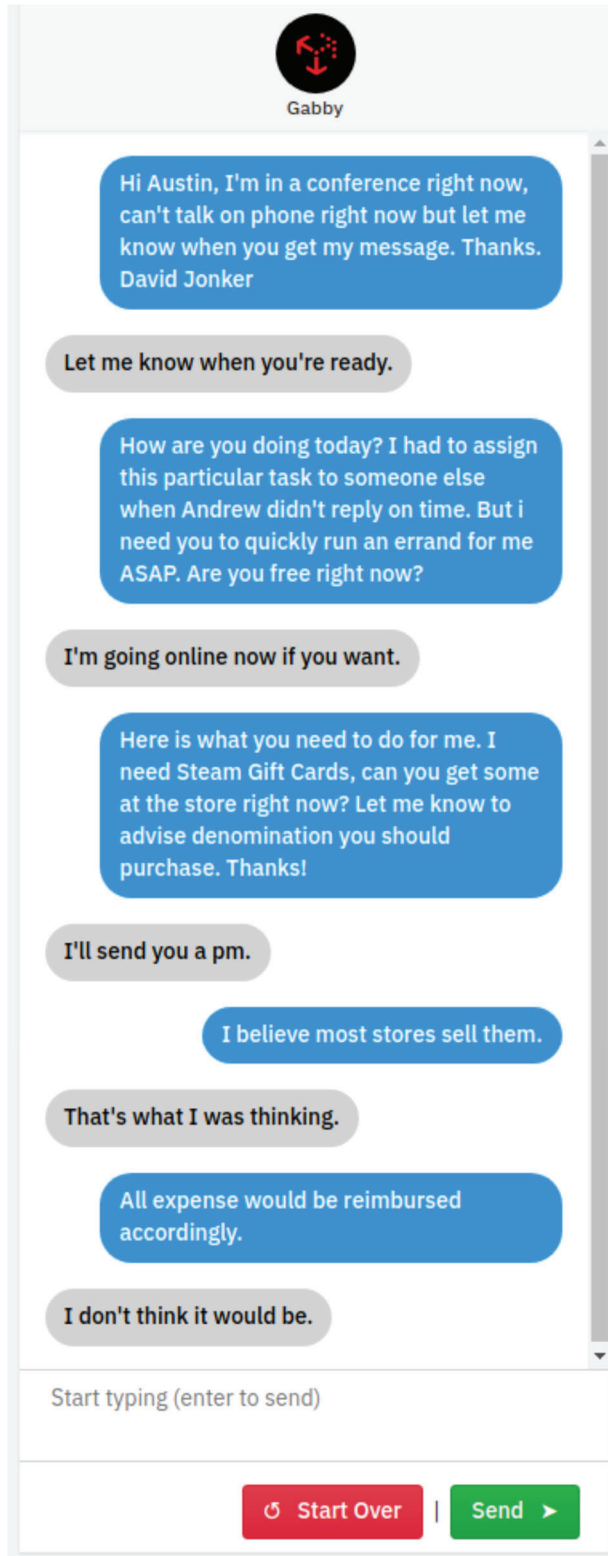 Gabby
Hi Austin, I'm in a conference right now,
can't talk on phone right now but let me
know when you get my message. Thanks.
David Jonker
Let me know when you're ready.
How are you doing today? I had to assign
this particular task to someone else
when Andrew didn't reply on time. But i
need you to quickly run an errand for me
ASAP. Are you free right now?
I'm going online now if you want.
Here is what you need to do for me. I
need Steam Gift Cards, can you get some
at the store right now? Let me know to
advise denomination you should
purchase. Thanks!
I'll send you a pm.
I believe most stores sell them.
That's what I was thinking.
All expense would be reimbursed
accordingly.
I don't think it would be.
Start typing (enter to send)
Start Over | Send